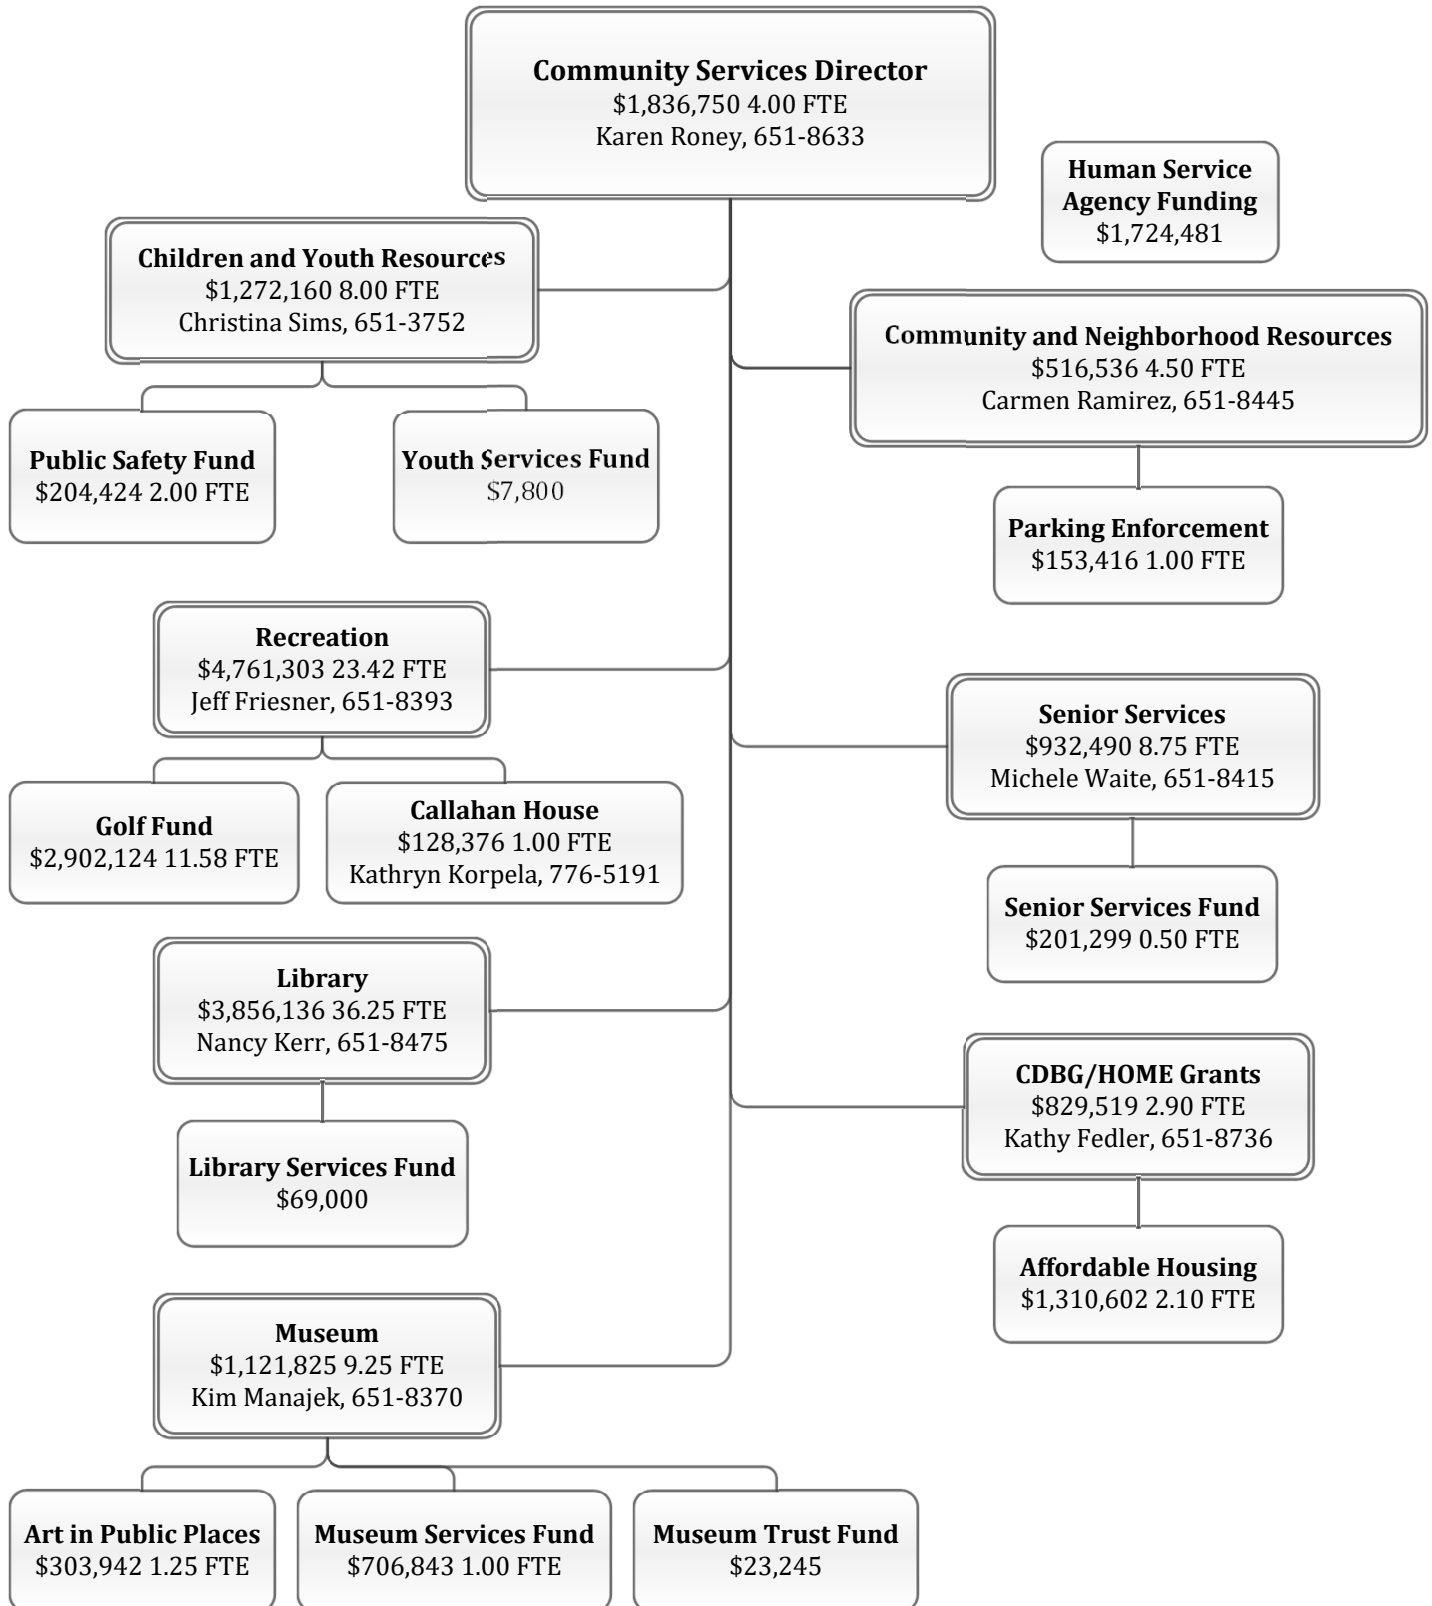 Community Services Director
$1,836,750 4.00 FTE
Karen Roney, 651-8633
Human Service
Agency Funding
$1,724,481
Children and Youth Resources
$1,272,160 8.00 FTE
Christina Sims, 651-3752
Community and Neighborhood Resources
$516,536 4.50 FTE
Carmen Ramirez, 651-8445
Public Safety Fund
$204,424 2.00 FTE
Youth Services Fund
$7,800
Parking Enforcement
$153,416 1.00 FTE
Recreation
$4,761,303 23.42 FTE
Jeff Friesner, 651-8393
Senior Services
$932,490 8.75 FTE
Michele Waite, 651-8415
Golf Fund
$2,902,124 11.58 FTE
Callahan House
$128,376 1.00 FTE
Kathryn Korpela, 776-5191
Senior Services Fund
$201,299 0.50 FTE
Library
$3,856,136 36.25 FTE
Nancy Kerr, 651-8475
CDBG/HOME Grants
$829,519 2.90 FTE
Kathy Fedler, 651-8736
Library Services Fund
$69,000
Affordable Housing
$1,310,602 2.10 FTE
Museum
$1,121,825 9.25 FTE
Kim Manajek, 651-8370
Art in Public Places
$303,942 1.25 FTE
Museum Services Fund
$706,843 1.00 FTE
Museum Trust Fund
$23,245